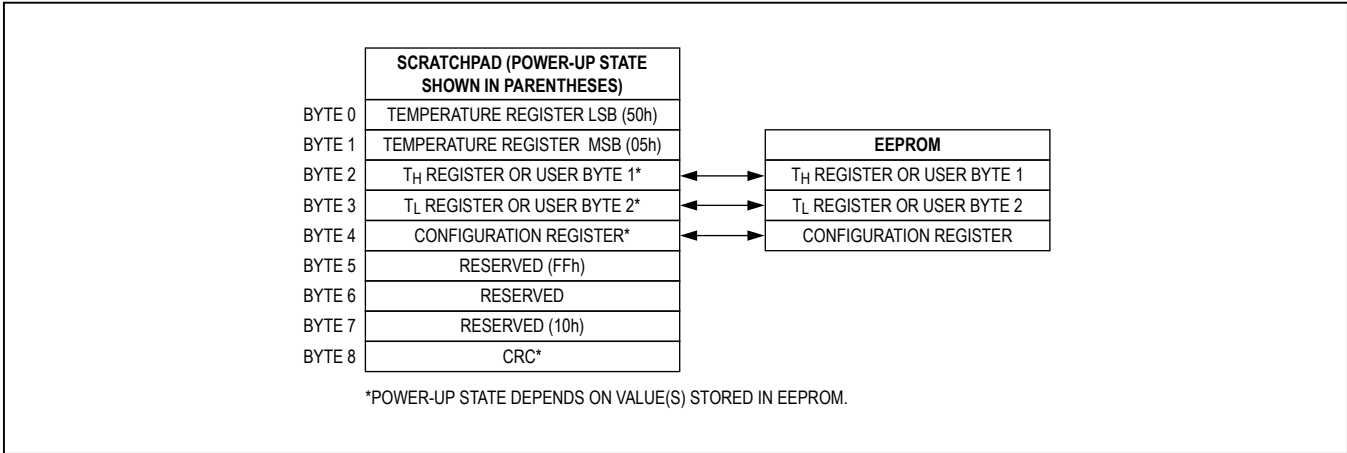 SCRATCHPAD (POWER-UP STATE
SHOWN IN PARENTHESES)
BYTE 0 TEMPERATURE REGISTER LSB (50h)
BYTE 1 TEMPERATURE REGISTER MSB (05h) EEPROM
BYTE 2 TH REGISTER OR USER BYTE 1* TH REGISTER OR USER BYTE 1
BYTE 3 TL REGISTER OR USER BYTE 2* TL REGISTER OR USER BYTE 2
BYTE 4 CONFIGURATION REGISTER* CONFIGURATION REGISTER
BYTE 5 RESERVED (FFh)
BYTE 6 RESERVED
BYTE 7 RESERVED (10h)
BYTE 8 CRC*
*POWER-UP STATE DEPENDS ON VALUE(S) STORED IN EEPROM.